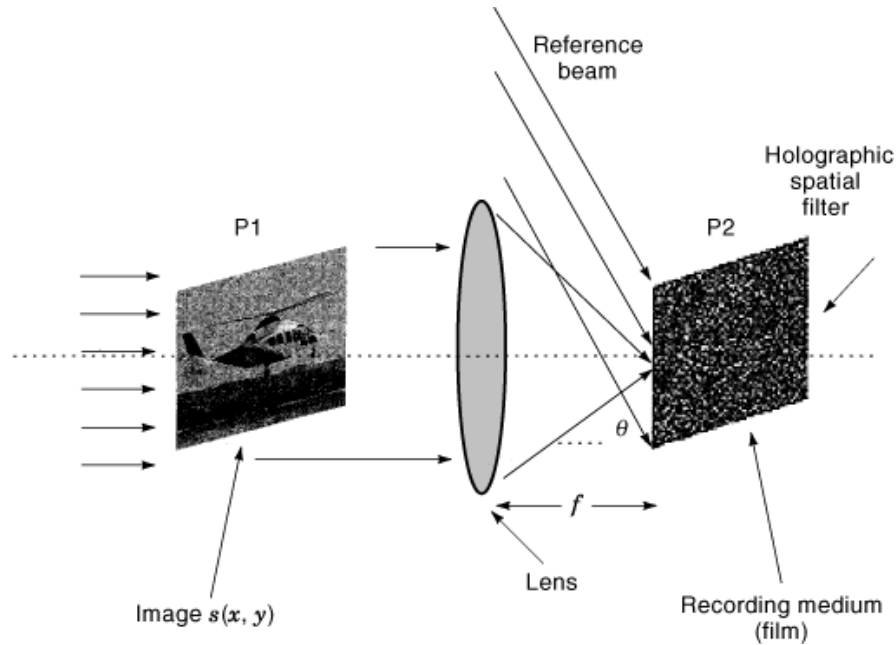 Reference
beam
Holographic
spatial
filter
P1
P2
θ
f
Lens
Image s(x, y)
Recording medium
(film)